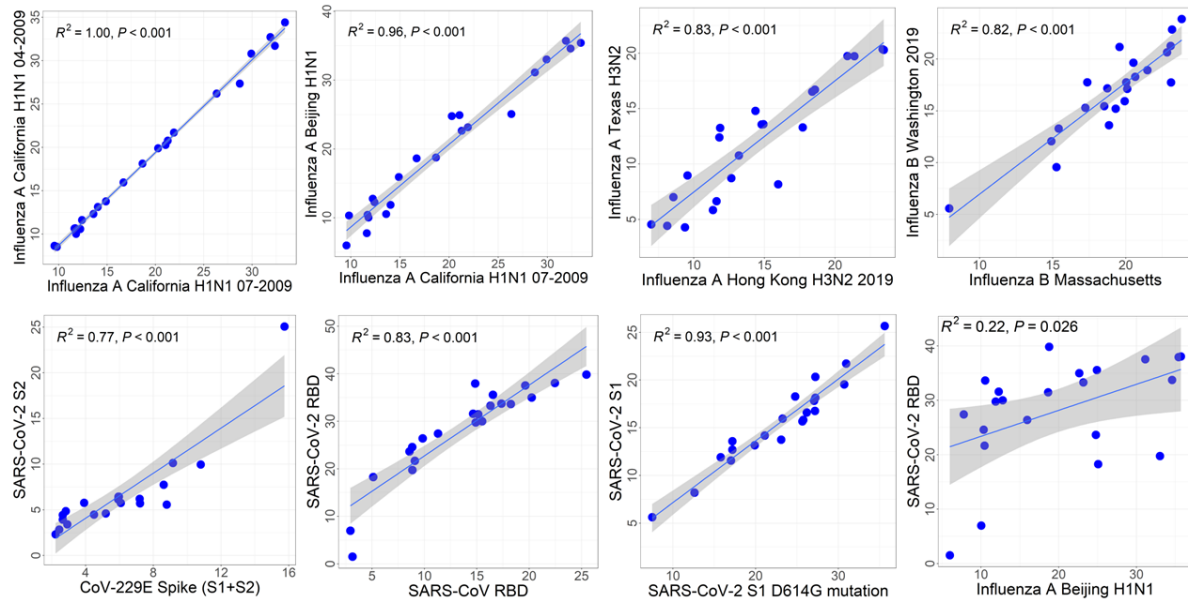 R² = 1.00, P < 0.001
Influenza A California H1N1 04-2009
35
30
25
20
15
10
10
15
20
25
30
Influenza A California H1N1 07-2009
R² = 0.96, P < 0.001
Influenza A Beijing H1N1
40
30
20
10
10
15
20
25
30
Influenza A California H1N1 07-2009
R² = 0.83, P < 0.001
Influenza A Texas H3N2
20
15
10
5
10
15
20
Influenza A Hong Kong H3N2 2019
R² = 0.82, P < 0.001
Influenza B Washington 2019
20
15
10
5
10
15
20
Influenza B Massachusetts
R² = 0.77, P < 0.001
SARS-CoV-2 S2
25
20
15
10
5
0
4
8
12
16
CoV-229E Spike (S1+S2)
R² = 0.83, P < 0.001
SARS-CoV-2 RBD
50
40
30
20
10
0
5
10
15
20
25
SARS-CoV RBD
R² = 0.93, P < 0.001
SARS-CoV-2 S1
25
20
15
10
5
10
20
30
SARS-CoV-2 S1 D614G mutation
R² = 0.22, P = 0.026
SARS-CoV-2 RBD
40
30
20
10
0
10
20
30
Influenza A Beijing H1N1